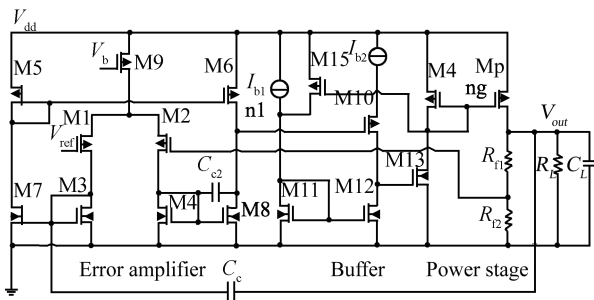 Vdd
Vb
M9
M5
M6
M15
Ib2
M4
Mp
Ib1
n1
M10
ng
Vout
M1
M2
Vref
Rf1
RL
CL
M13
Cc2
M7
M3
M4
M8
M11
M12
Rf2
Error amplifier
Cc
Buffer
Power stage